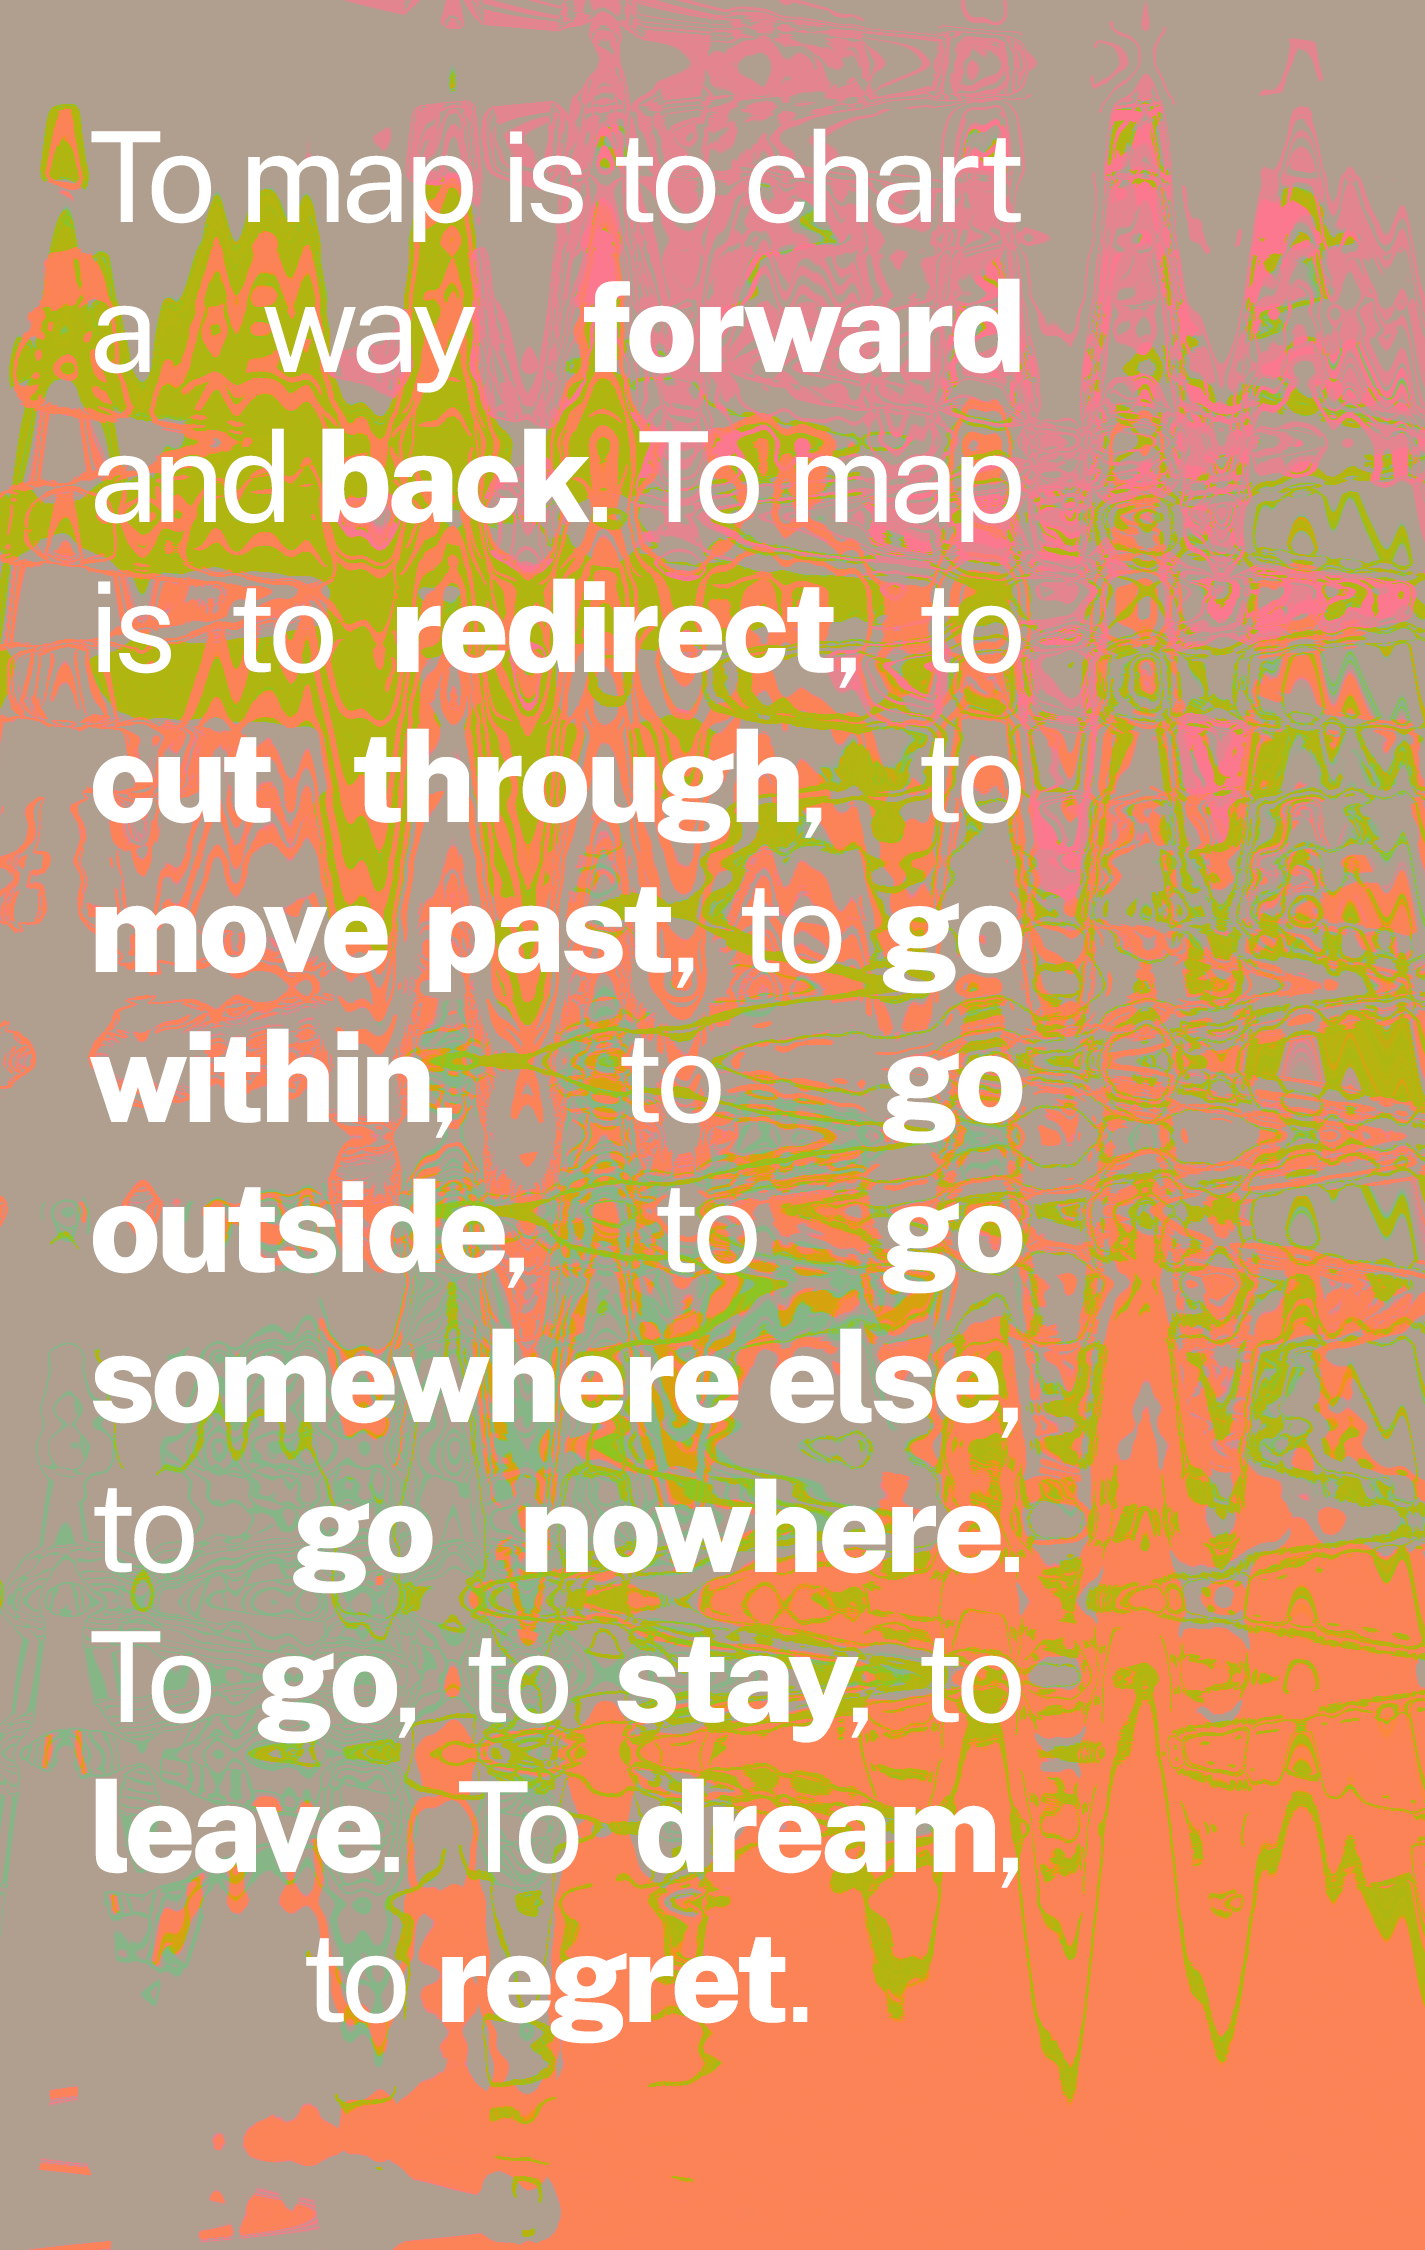 To map is to chart
a way forward
and back. To map
is to redirect, to
cut through, to
move past, to go
within, to go
outside, to go
somewhere else,
to go nowhere.
To go, to stay, to
leave. To dream,
to regret.